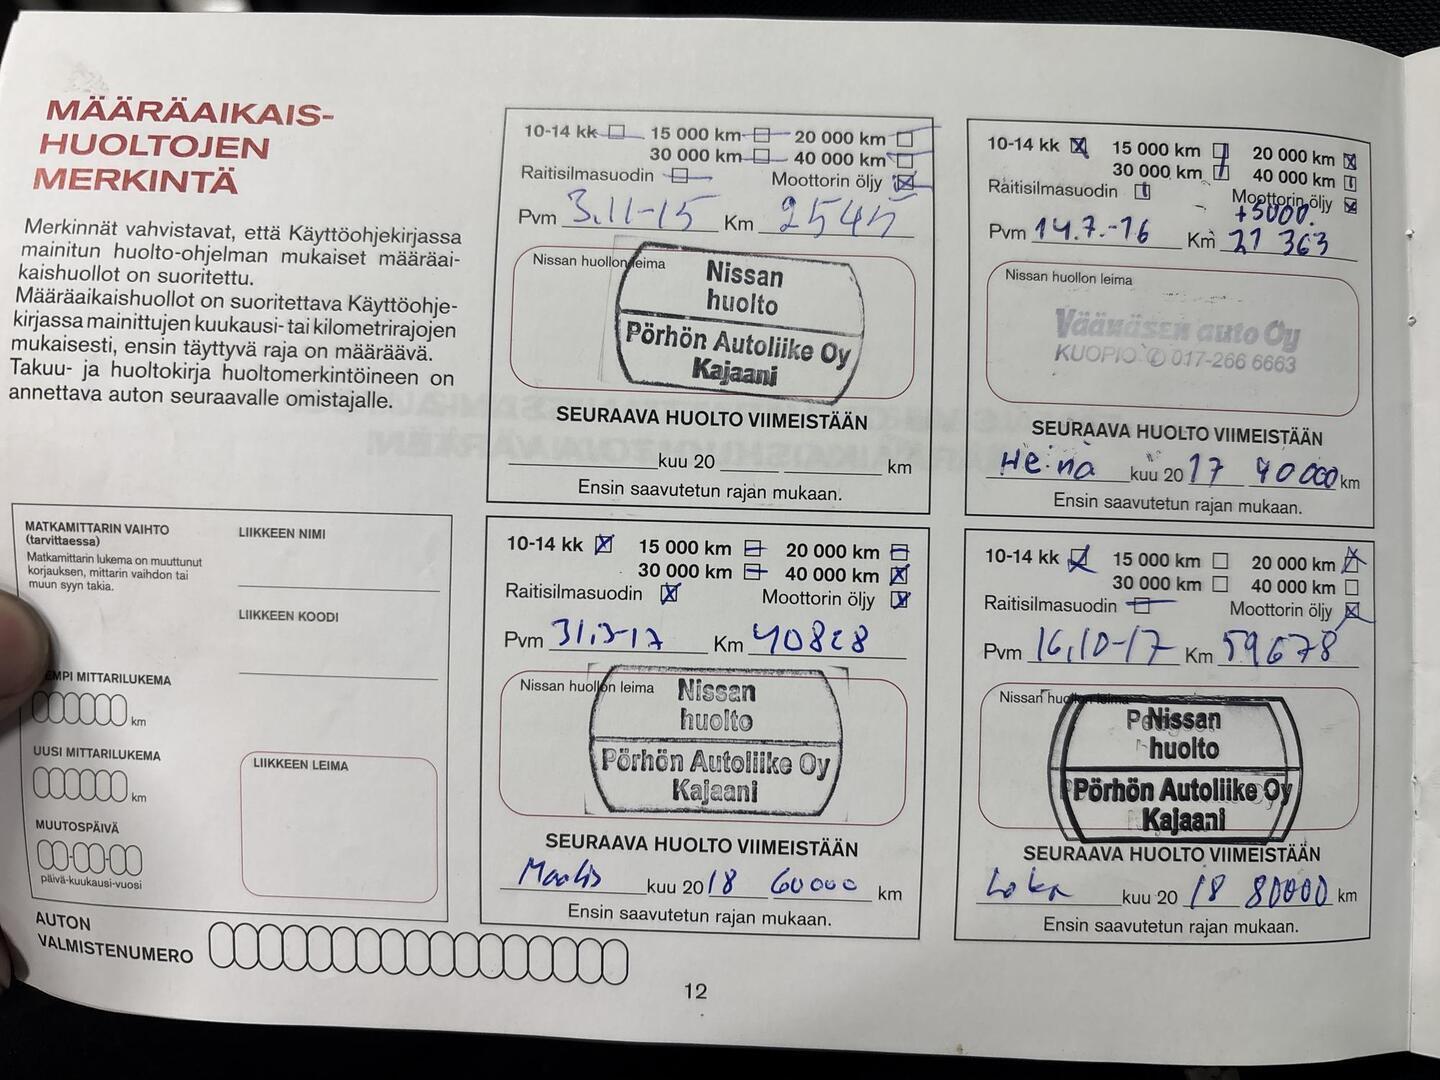 MÄÄRÄAIKAIS-
HUOLTOJEN
MERKINTÄ
Merkinnät vahvistavat, että Käyttöohjekirjassa
mainitun huolto-ohjelman mukaiset määräai-
kaishuollot on suoritettu.
Määräaikaishuollot on suoritettava Käyttöohje-
kirjassa mainittujen kuukausi- tai kilometrirajojen
mukaisesti, ensin täyttyvä raja on määräävä.
Takuu- ja huoltokirja huoltomerkintöineen on
annettava auton seuraavalle omistajalle.
MATKAMITTARIN VAIHTO
(tarvittaessa)
Matkamittarin lukema on muuttunut
korjauksen, mittarin vaihdon tai
muun syyn takia.
LIIKKEEN NIMI
LIIKKEEN KOODI
EMPI MITTARILUKEMA
km
UUSI MITTARILUKEMA
km
MUUTOSPÄIVÄ
päivä-kuukausi-vuosi
LIIKKEEN LEIMA
AUTON
VALMISTENUMERO
10-14 kk 15 000 km 20 000 km
30 000 km 40 000 km
Raitisilmasuodin Moottorin öljy
Pvm 3.11-15 Km 2545
Nissan huollon leima
Nissan
huolto
Pörhön Autoliike Oy
Kajaani
SEURAAVA HUOLTO VIIMEISTÄÄN
kuu 20 km
Ensin saavutetun rajan mukaan.
10-14 kk 15 000 km 20 000 km
30 000 km 40 000 km
Raitisilmasuodin Moottorin öljy
+5000.
Pvm 14.7.-16 Km 21 363
Nissan huollon leima
Väänäsen auto Oy
KUOPIO ✆ 017-266 6663
SEURAAVA HUOLTO VIIMEISTÄÄN
Heinä kuu 2017 40000 km
Ensin saavutetun rajan mukaan.
10-14 kk 15 000 km 20 000 km
30 000 km 40 000 km
Raitisilmasuodin Moottorin öljy
Pvm 31.3-17 Km 40828
Nissan huollon leima
Nissan
huolto
Pörhön Autoliike Oy
Kajaani
SEURAAVA HUOLTO VIIMEISTÄÄN
Maalis kuu 2018 60000 km
Ensin saavutetun rajan mukaan.
10-14 kk 15 000 km 20 000 km
30 000 km 40 000 km
Raitisilmasuodin Moottorin öljy
Pvm 16.10-17 Km 59678
Nissan huollon leima
Nissan
huolto
Pörhön Autoliike Oy
Kajaani
SEURAAVA HUOLTO VIIMEISTÄÄN
Loka kuu 2018 80000 km
Ensin saavutetun rajan mukaan.
12